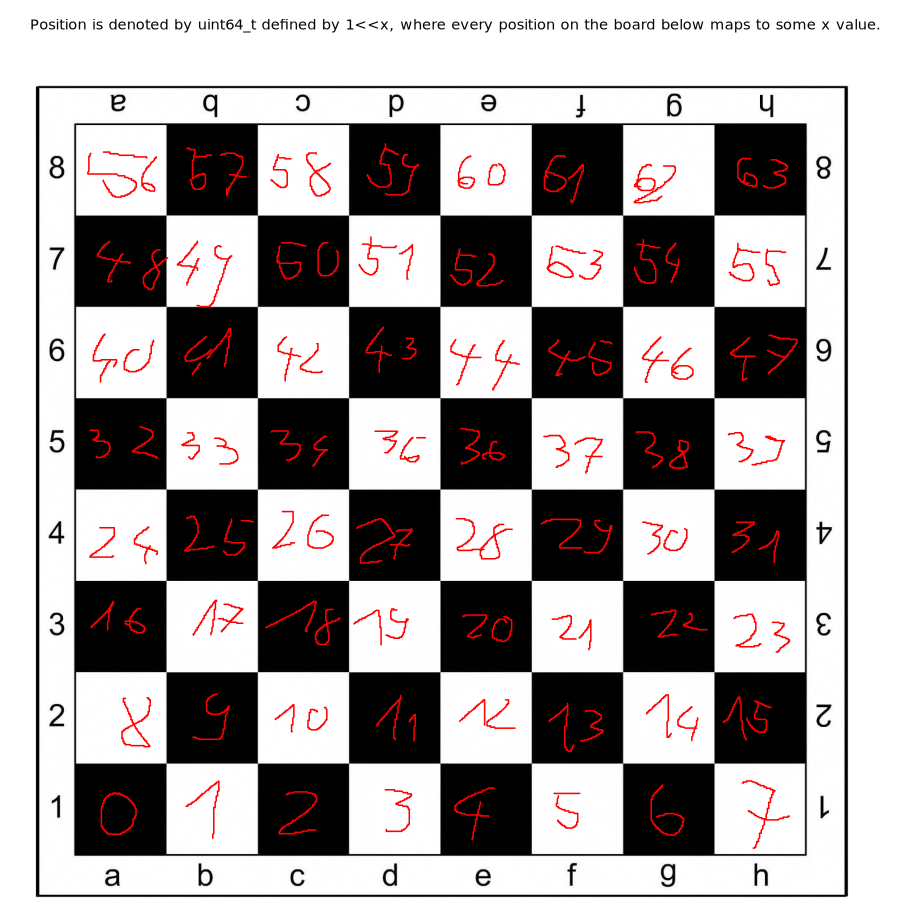 Position is denoted by uint64_t defined by 1<<x, where every position on the board below maps to some x value.
a b c d e f g h
8 56 57 58 59 60 61 62 63 8
7 48 49 50 51 52 53 54 55 7
6 40 41 42 43 44 45 46 47 6
5 32 33 34 35 36 37 38 39 5
4 24 25 26 27 28 29 30 31 4
3 16 17 18 19 20 21 22 23 3
2 8 9 10 11 12 13 14 15 2
1 0 1 2 3 4 5 6 7 1
a b c d e f g h